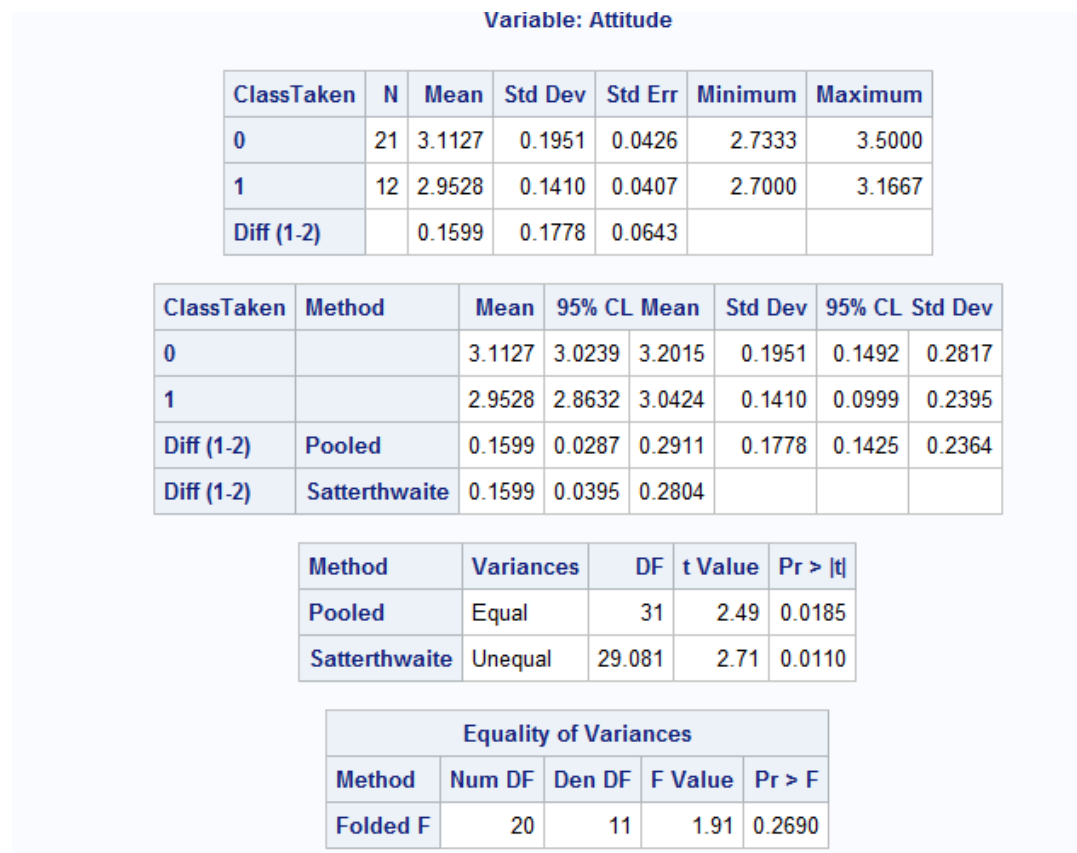 Variable: Attitude
ClassTaken N Mean Std Dev Std Err Minimum Maximum
0 21 3.1127 0.1951 0.0426 2.7333 3.5000
1 12 2.9528 0.1410 0.0407 2.7000 3.1667
Diff (1-2) 0.1599 0.1778 0.0643
ClassTaken Method Mean 95% CL Mean Std Dev 95% CL Std Dev
0 3.1127 3.0239 3.2015 0.1951 0.1492 0.2817
1 2.9528 2.8632 3.0424 0.1410 0.0999 0.2395
Diff (1-2) Pooled 0.1599 0.0287 0.2911 0.1778 0.1425 0.2364
Diff (1-2) Satterthwaite 0.1599 0.0395 0.2804
Method Variances DF t Value Pr > |t|
Pooled Equal 31 2.49 0.0185
Satterthwaite Unequal 29.081 2.71 0.0110
Equality of Variances
Method Num DF Den DF F Value Pr > F
Folded F 20 11 1.91 0.2690